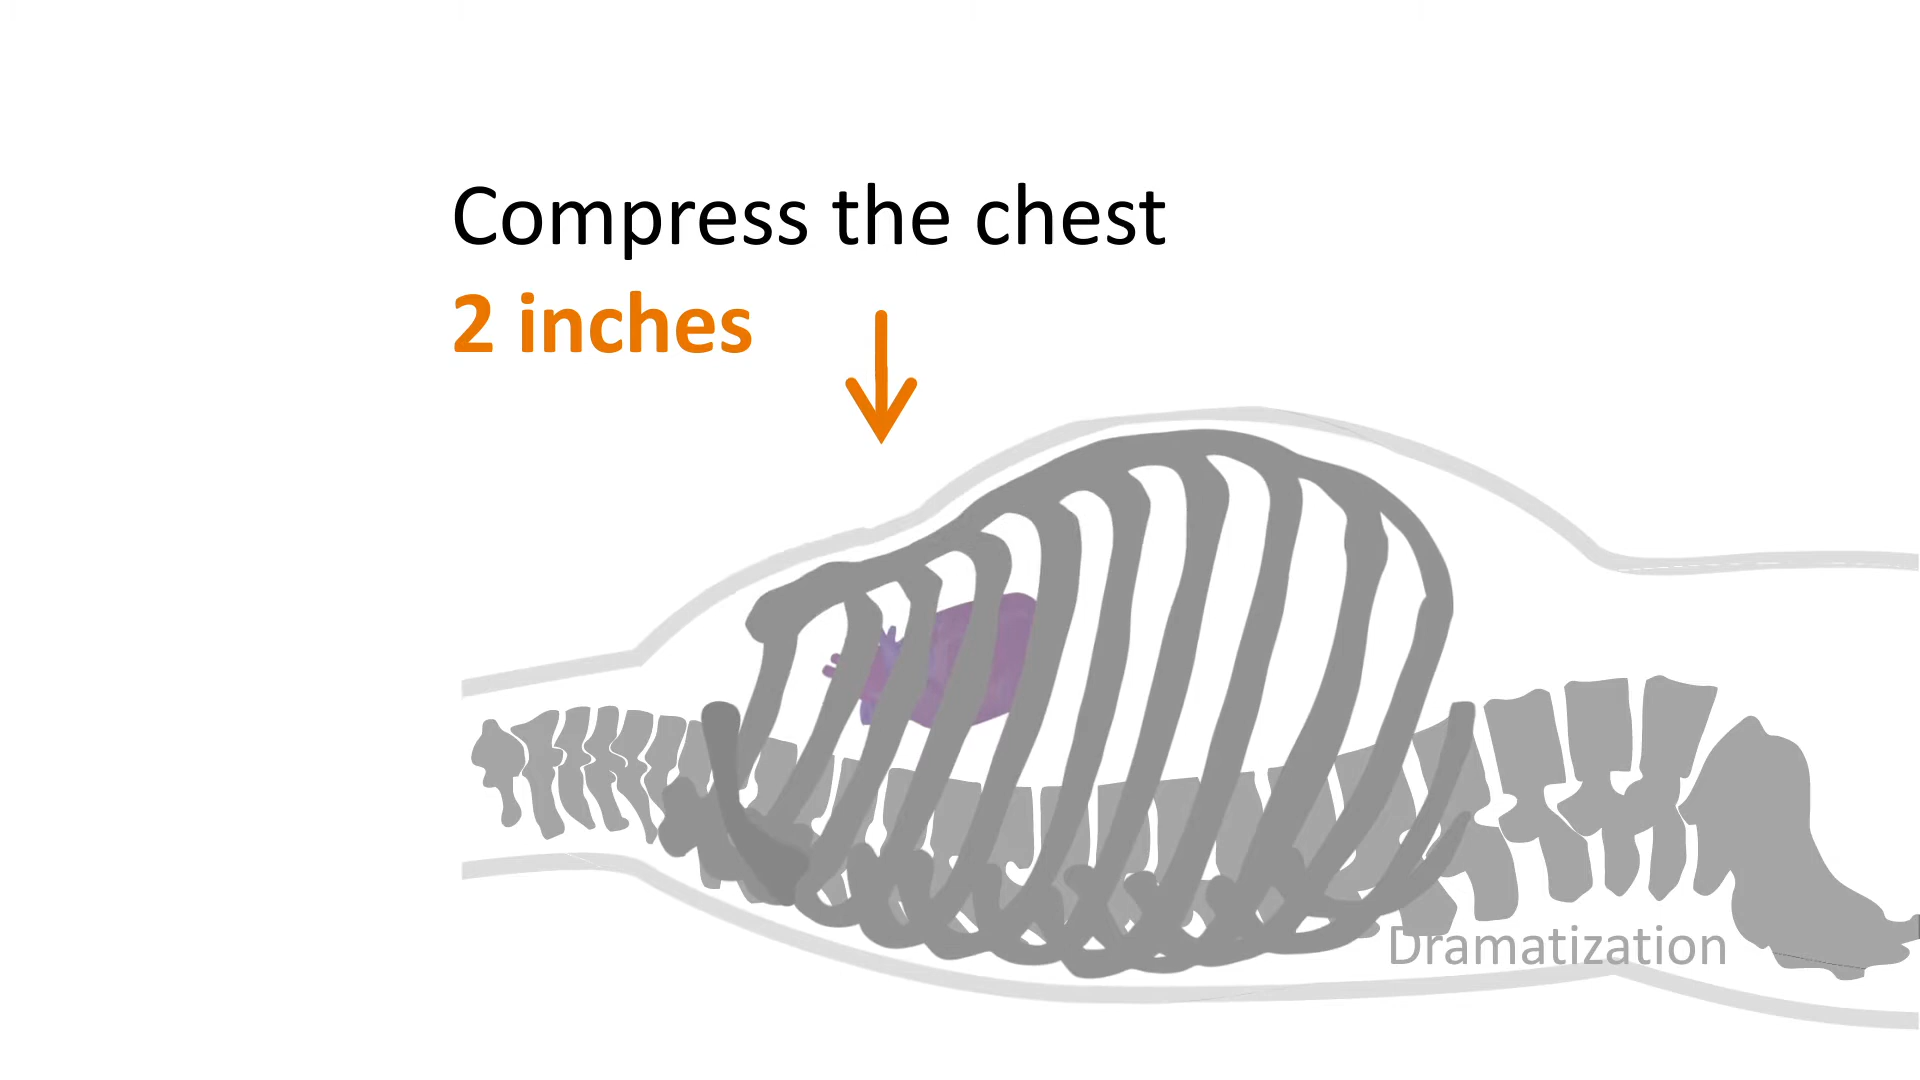 Compress the chest
2 inches
Dramatization